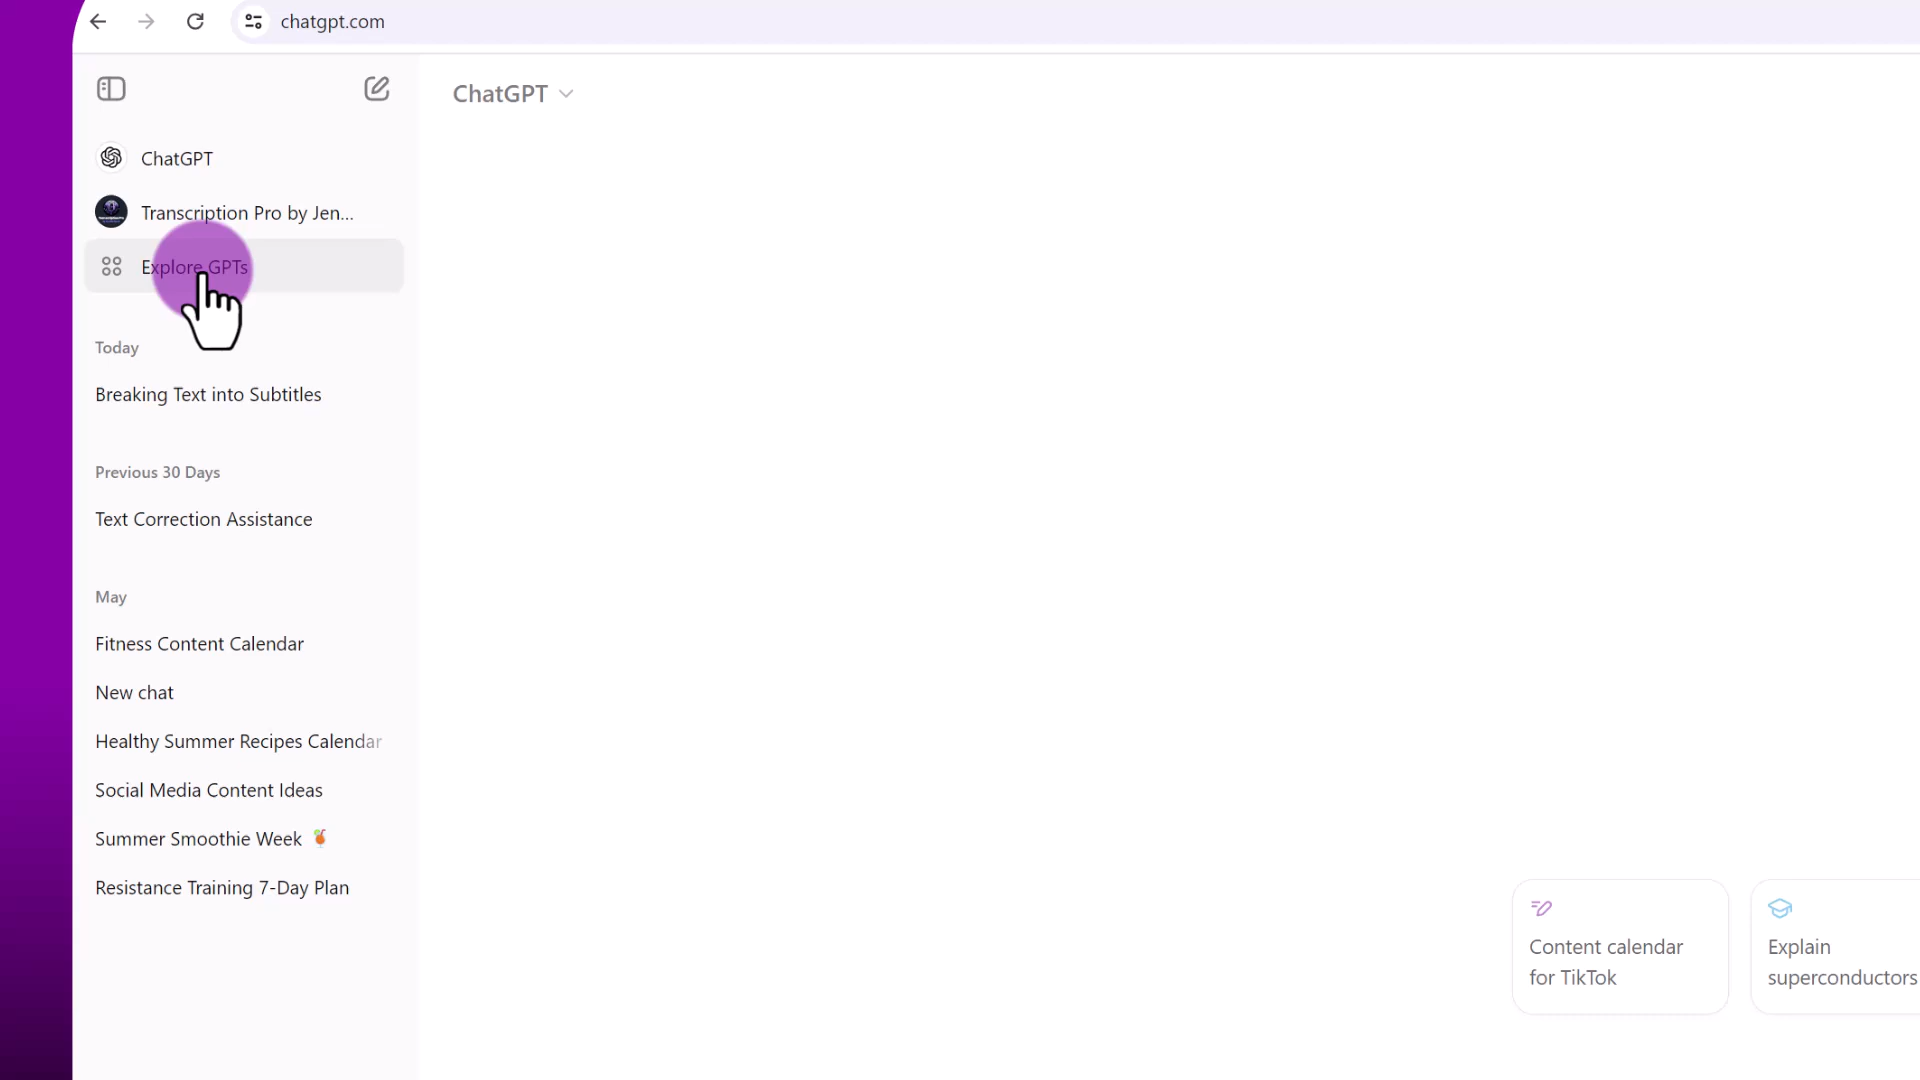 chatgpt.com
ChatGPT
ChatGPT
Transcription Pro by Jen...
Explore GPTs
Today
Breaking Text into Subtitles
Previous 30 Days
Text Correction Assistance
May
Fitness Content Calendar
New chat
Healthy Summer Recipes Calendar
Social Media Content Ideas
Summer Smoothie Week 🍹
Resistance Training 7-Day Plan
Content calendar
for TikTok
Explain
superconductors